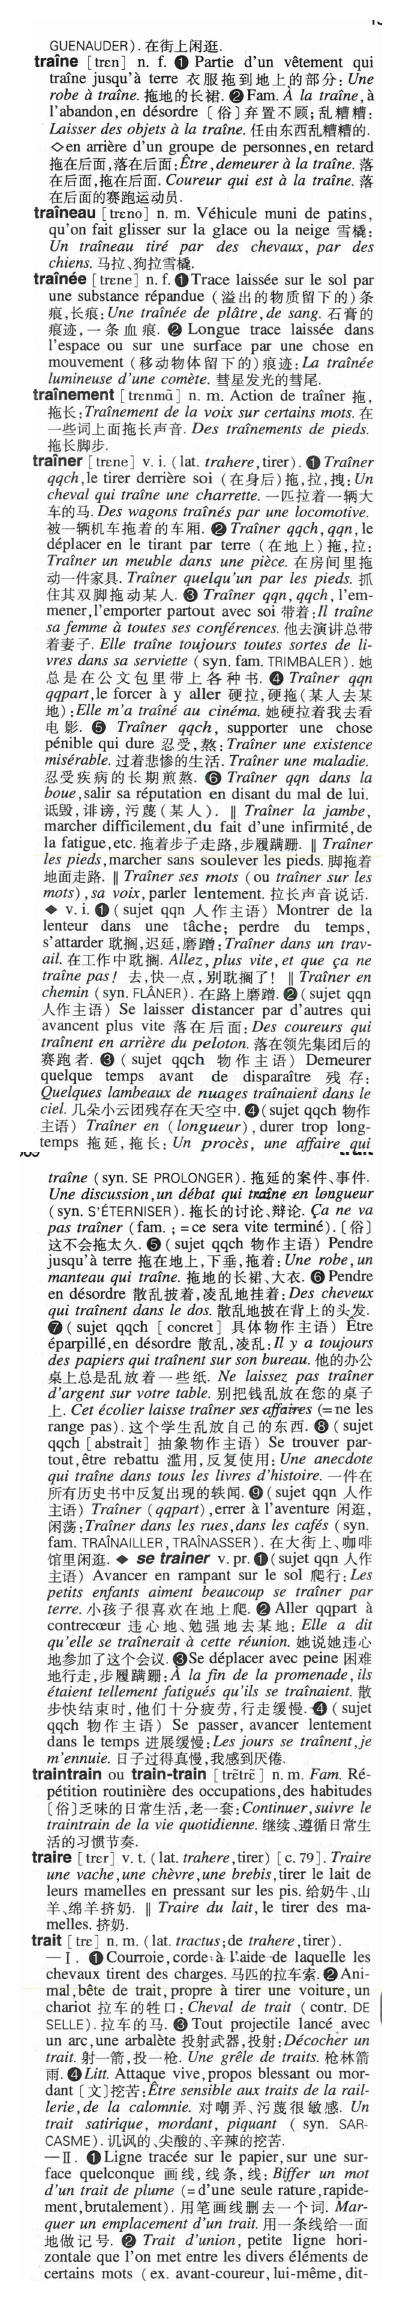 GUENAUDER). 在街上闲逛.
traîne [trɛn] n. f. ❶ Partie d'un vêtement qui
traîne jusqu'à terre 衣服拖到地上的部分: Une
robe à traîne. 拖地的长裙. ❷ Fam. À la traîne, à
l'abandon, en désordre〔俗〕弃置不顾; 乱糟糟:
Laisser des objets à la traîne. 任由东西乱糟糟的.
◇en arrière d'un groupe de personnes, en retard
拖在后面, 落在后面: Être, demeurer à la traîne. 落
在后面, 拖在后面. Coureur qui est à la traîne. 落
在后面的赛跑运动员.
traîneau [trɛno] n. m. Véhicule muni de patins,
qu'on fait glisser sur la glace ou la neige 雪橇:
Un traîneau tiré par des chevaux, par des
chiens. 马拉、狗拉雪橇.
traînée [trɛne] n. f. ❶ Trace laissée sur le sol par
une substance répandue (溢出的物质留下的)条
痕, 长痕: Une traînée de plâtre, de sang. 石膏的
痕迹, 一条血痕. ❷ Longue trace laissée dans
l'espace ou sur une surface par une chose en
mouvement (移动物体留下的)痕迹: La traînée
lumineuse d'une comète. 彗星发光的彗尾.
traînement [trɛnmɑ̃] n. m. Action de traîner 拖,
拖长: Traînement de la voix sur certains mots. 在
一些词上面拖长声音. Des traînements de pieds.
拖长脚步.
traîner [trɛne] v. i. (lat. trahere, tirer). ❶ Traîner
qqch, le tirer derrière soi (在身后)拖, 拉, 拽: Un
cheval qui traîne une charrette. 一匹拉着一辆大
车的马. Des wagons traînés par une locomotive.
被一辆机车拖着的车厢. ❷ Traîner qqch, qqn, le
déplacer en le tirant par terre (在地上)拖, 拉:
Traîner un meuble dans une pièce. 在房间里拖
动一件家具. Traîner quelqu'un par les pieds. 抓
住其双脚拖动某人. ❸ Traîner qqn, qqch, l'em-
mener, l'emporter partout avec soi 带着: Il traîne
sa femme à toutes ses conférences. 他去演讲总带
着妻子. Elle traîne toujours toutes sortes de li-
vres dans sa serviette (syn. fam. TRIMBALER). 她
总是在公文包里带上各种书. ❹ Traîner qqn
qqpart, le forcer à y aller 硬拉, 硬拖(某人去某
地): Elle m'a traîné au cinéma. 她硬拉着我去看
电影. ❺ Traîner qqch, supporter une chose
pénible qui dure 忍受, 熬: Traîner une existence
misérable. 过着悲惨的生活. Traîner une maladie.
忍受疾病的长期煎熬. ❻ Traîner qqn dans la
boue, salir sa réputation en disant du mal de lui.
诋毁, 诽谤, 污蔑(某人). ‖ Traîner la jambe,
marcher difficilement, du fait d'une infirmité, de
la fatigue, etc. 拖着步子走路, 步履蹒跚. ‖ Traîner
les pieds, marcher sans soulever les pieds. 脚拖着
地面走路. ‖ Traîner ses mots (ou traîner sur les
mots), sa voix, parler lentement. 拉长声音说话.
◆ v. i. ❶ (sujet qqn 人作主语) Montrer de la
lenteur dans une tâche; perdre du temps,
s'attarder 耽搁, 迟延, 磨蹭: Traîner dans un trav-
ail. 在工作中耽搁. Allez, plus vite, et que ça ne
traîne pas! 去, 快一点, 别耽搁了! ‖ Traîner en
chemin (syn. FLÂNER). 在路上磨蹭. ❷ (sujet qqn
人作主语) Se laisser distancer par d'autres qui
avancent plus vite 落在后面: Des coureurs qui
traînent en arrière du peloton. 落在领先集团后的
赛跑者. ❸ (sujet qqch 物作主语) Demeurer
quelque temps avant de disparaître 残存:
Quelques lambeaux de nuages traînaient dans le
ciel. 几朵小云团残存在天空中. ❹ (sujet qqch 物作
主语) Traîner en (longueur), durer trop long-
temps 拖延, 拖长: Un procès, une affaire qui
traîne (syn. SE PROLONGER). 拖延的案件、事件.
Une discussion, un débat qui traîne en longueur
(syn. S'ÉTERNISER). 拖长的讨论、辩论. Ça ne va
pas traîner (fam. ; = ce sera vite terminé).〔俗〕
这不会拖太久. ❺ (sujet qqch 物作主语) Pendre
jusqu'à terre 拖在地上, 下垂, 拖着: Une robe, un
manteau qui traîne. 拖地的长裙、大衣. ❻ Pendre
en désordre 散乱披着, 凌乱地挂着: Des cheveux
qui traînent dans le dos. 散乱地披在背上的头发.
❼ (sujet qqch [concret] 具体物作主语) Être
éparpillé, en désordre 散乱, 凌乱: Il y a toujours
des papiers qui traînent sur son bureau. 他的办公
桌上总是乱放着一些纸. Ne laissez pas traîner
d'argent sur votre table. 别把钱乱放在您的桌子
上. Cet écolier laisse traîner ses affaires (= ne les
range pas). 这个学生乱放自己的东西. ❽ (sujet
qqch [abstrait] 抽象物作主语) Se trouver par-
tout, être rebattu 滥用, 反复使用: Une anecdote
qui traîne dans tous les livres d'histoire. 一件在
所有历史书中反复出现的轶闻. ❾ (sujet qqn 人作
主语) Traîner (qqpart), errer à l'aventure 闲逛,
闲荡: Traîner dans les rues, dans les cafés (syn.
fam. TRAÎNAILLER, TRAÎNASSER). 在大街上、咖啡
馆里闲逛. ◆ se traîner v. pr. ❶ (sujet qqn 人作
主语) Avancer en rampant sur le sol 爬行: Les
petits enfants aiment beaucoup se traîner par
terre. 小孩子很喜欢在地上爬. ❷ Aller qqpart à
contrecœur 违心地、勉强地去某地: Elle a dit
qu'elle se traînerait à cette réunion. 她说她违心
地参加了这个会议. ❸ Se déplacer avec peine 困难
地行走, 步履蹒跚: À la fin de la promenade, ils
étaient tellement fatigués qu'ils se traînaient. 散
步快结束时, 他们十分疲劳, 行走缓慢. ❹ (sujet
qqch 物作主语) Se passer, avancer lentement
dans le temps 进展缓慢: Les jours se traînent, je
m'ennuie. 日子过得真慢, 我感到厌倦.
traintrain ou train-train [trɛ̃trɛ̃] n. m. Fam. Ré-
pétition routinière des occupations, des habitudes
〔俗〕乏味的日常生活, 老一套: Continuer, suivre le
traintrain de la vie quotidienne. 继续、遵循日常生
活的习惯节奏.
traire [trɛr] v. t. (lat. trahere, tirer) [c. 79]. Traire
une vache, une chèvre, une brebis, tirer le lait de
leurs mamelles en pressant sur les pis. 给奶牛、山
羊、绵羊挤奶. ‖ Traire du lait, le tirer des ma-
melles. 挤奶.
trait [trɛ] n. m. (lat. tractus; de trahere, tirer).
—Ⅰ. ❶ Courroie, corde à l'aide de laquelle les
chevaux tirent des charges. 马匹的拉车索. ❷ Ani-
mal, bête de trait, propre à tirer une voiture, un
chariot 拉车的牲口: Cheval de trait (contr. DE
SELLE). 拉车的马. ❸ Tout projectile lancé avec
un arc, une arbalète 投射武器, 投射: Décocher un
trait. 射一箭, 投一枪. Une grêle de traits. 枪林箭
雨. ❹ Litt. Attaque vive, propos blessant ou mor-
dant〔文〕挖苦: Être sensible aux traits de la rail-
lerie, de la calomnie. 对嘲弄、污蔑很敏感. Un
trait satirique, mordant, piquant (syn. SAR-
CASME). 讥讽的、尖酸的、辛辣的挖苦.
—Ⅱ. ❶ Ligne tracée sur le papier, sur une sur-
face quelconque 画线, 线条, 线: Biffer un mot
d'un trait de plume (= d'une seule rature, rapide-
ment, brutalement). 用笔画线删去一个词. Mar-
quer un emplacement d'un trait. 用一条线给一面
地做记号. ❷ Trait d'union, petite ligne hori-
zontale que l'on met entre les divers éléments de
certains mots (ex. avant-coureur, lui-même, dit-